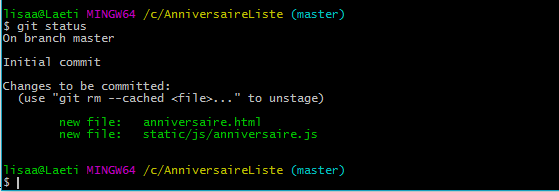 lisaa@Laeti MINGW64 /c/AnniversaireListe (master)
$ git status
On branch master
Initial commit
Changes to be committed:
(use "git rm --cached <file>..." to unstage)
new file: anniversaire.html
new file: static/js/anniversaire.js
lisaa@Laeti MINGW64 /c/AnniversaireListe (master)
$